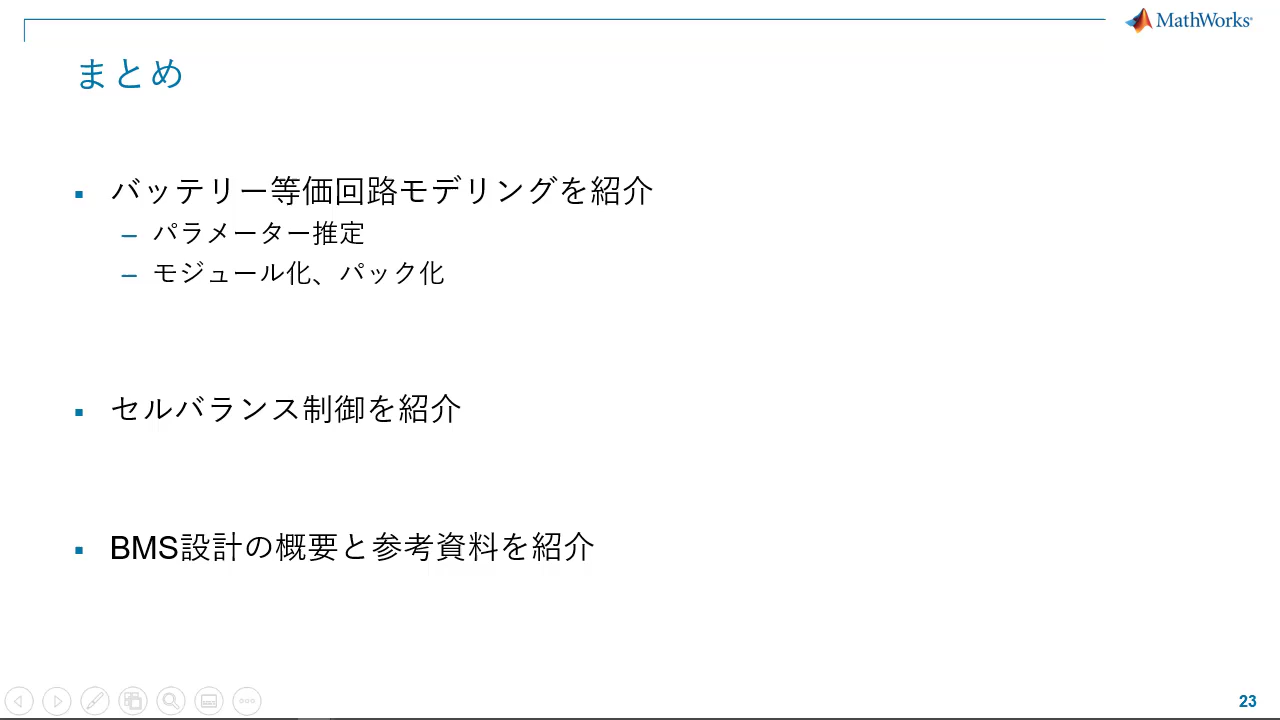 MathWorks
まとめ
▪ バッテリー等価回路モデリングを紹介
– パラメーター推定
– モジュール化、パック化
▪ セルバランス制御を紹介
▪ BMS設計の概要と参考資料を紹介
23